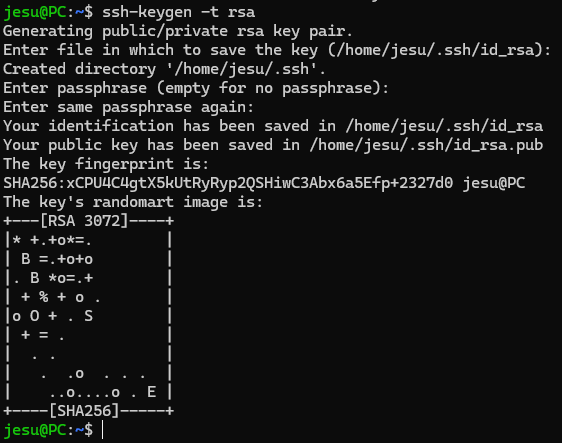 jesu@PC:~$ ssh-keygen -t rsa
Generating public/private rsa key pair.
Enter file in which to save the key (/home/jesu/.ssh/id_rsa):
Created directory '/home/jesu/.ssh'.
Enter passphrase (empty for no passphrase):
Enter same passphrase again:
Your identification has been saved in /home/jesu/.ssh/id_rsa
Your public key has been saved in /home/jesu/.ssh/id_rsa.pub
The key fingerprint is:
SHA256:xCPU4C4gtX5kUtRyRyp2QSHiwC3Abx6a5Efp+2327d0 jesu@PC
The key's randomart image is:
+---[RSA 3072]----+
|* +.+o*=.        |
| B =.+o+o        |
|. B *o=.+        |
| + % + o .       |
|o O + . S        |
| + = .           |
|  . .            |
|   .  .o  . . .  |
|    ..o....o . E |
+----[SHA256]-----+
jesu@PC:~$